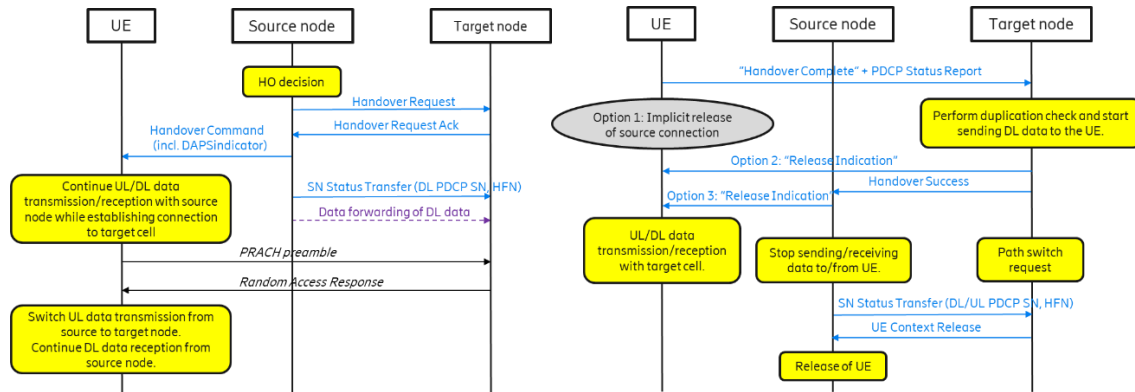 UE
Source node
Target node
HO decision
Handover Request
Handover Request Ack
Handover Command
(incl. DAPSindicator)
Continue UL/DL data
transmission/reception with source
node while establishing connection
to target cell
SN Status Transfer (DL PDCP SN, HFN)
Data forwarding of DL data
PRACH preamble
Random Access Response
Switch UL data transmission from
source to target node.
Continue DL data reception from
source node.
UE
Source node
Target node
"Handover Complete" + PDCP Status Report
Option 1: Implicit release
of source connection
Perform duplication check and start
sending DL data to the UE.
Option 2: "Release Indication"
Handover Success
Option 3: "Release Indication"
UL/DL data
transmission/reception
with target cell.
Stop sending/receiving
data to/from UE.
Path switch
request
SN Status Transfer (DL/UL PDCP SN, HFN)
UE Context Release
Release of UE